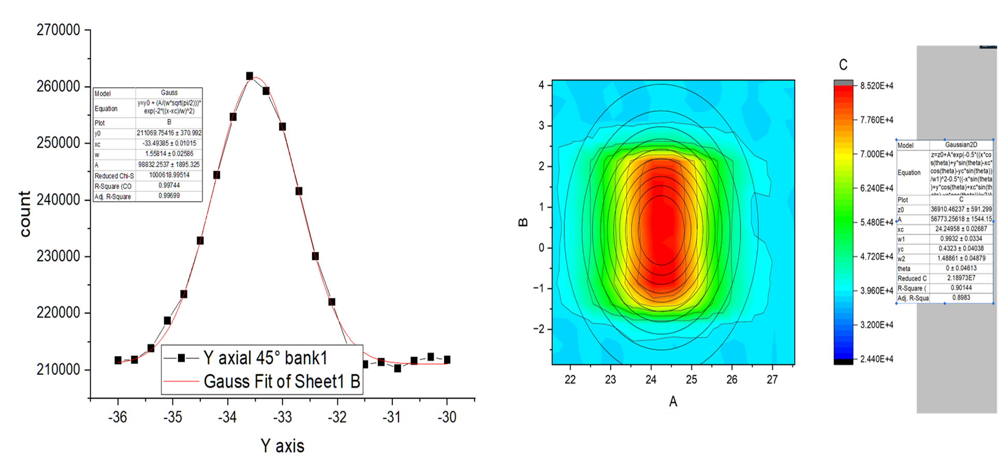 270000
260000
250000
240000
230000
220000
210000
count
-36 -35 -34 -33 -32 -31 -30
Y axis
Model Gauss
Equation y=y0 + (A/(w*sqrt(pi/2)))*
exp(-2*((x-xc)/w)^2)
Plot B
y0 211069.75416 ± 370.992
xc -33.49385 ± 0.01015
w 1.55814 ± 0.02586
A 98832.2537 ± 1895.325
Reduced Chi-S 1000618.99514
R-Square (CO 0.99744
Adj. R-Square 0.99699
Y axial 45° bank1
Gauss Fit of Sheet1 B
4
3
2
1
0
−1
−2
B
22 23 24 25 26 27
A
C
8.520E+4
7.760E+4
7.000E+4
6.240E+4
5.480E+4
4.720E+4
3.960E+4
3.200E+4
2.440E+4
Model Gaussian2D
Equation z=z0+A*exp(-0.5*((x*co
s(theta)+y*sin(theta)-xc*
cos(theta)-yc*sin(theta))
/w1)^2-0.5*((-x*sin(theta
)+y*cos(theta)+xc*sin(th
Plot C
z0 36910.46237 ± 591.299
A 56773.25618 ± 1544.15
xc 24.24958 ± 0.02687
w1 0.9932 ± 0.0334
yc 0.4323 ± 0.04038
w2 1.48861 ± 0.04879
theta 0 ± 0.04613
Reduced C 2.18973E7
R-Square ( 0.90144
Adj. R-Squa 0.8983